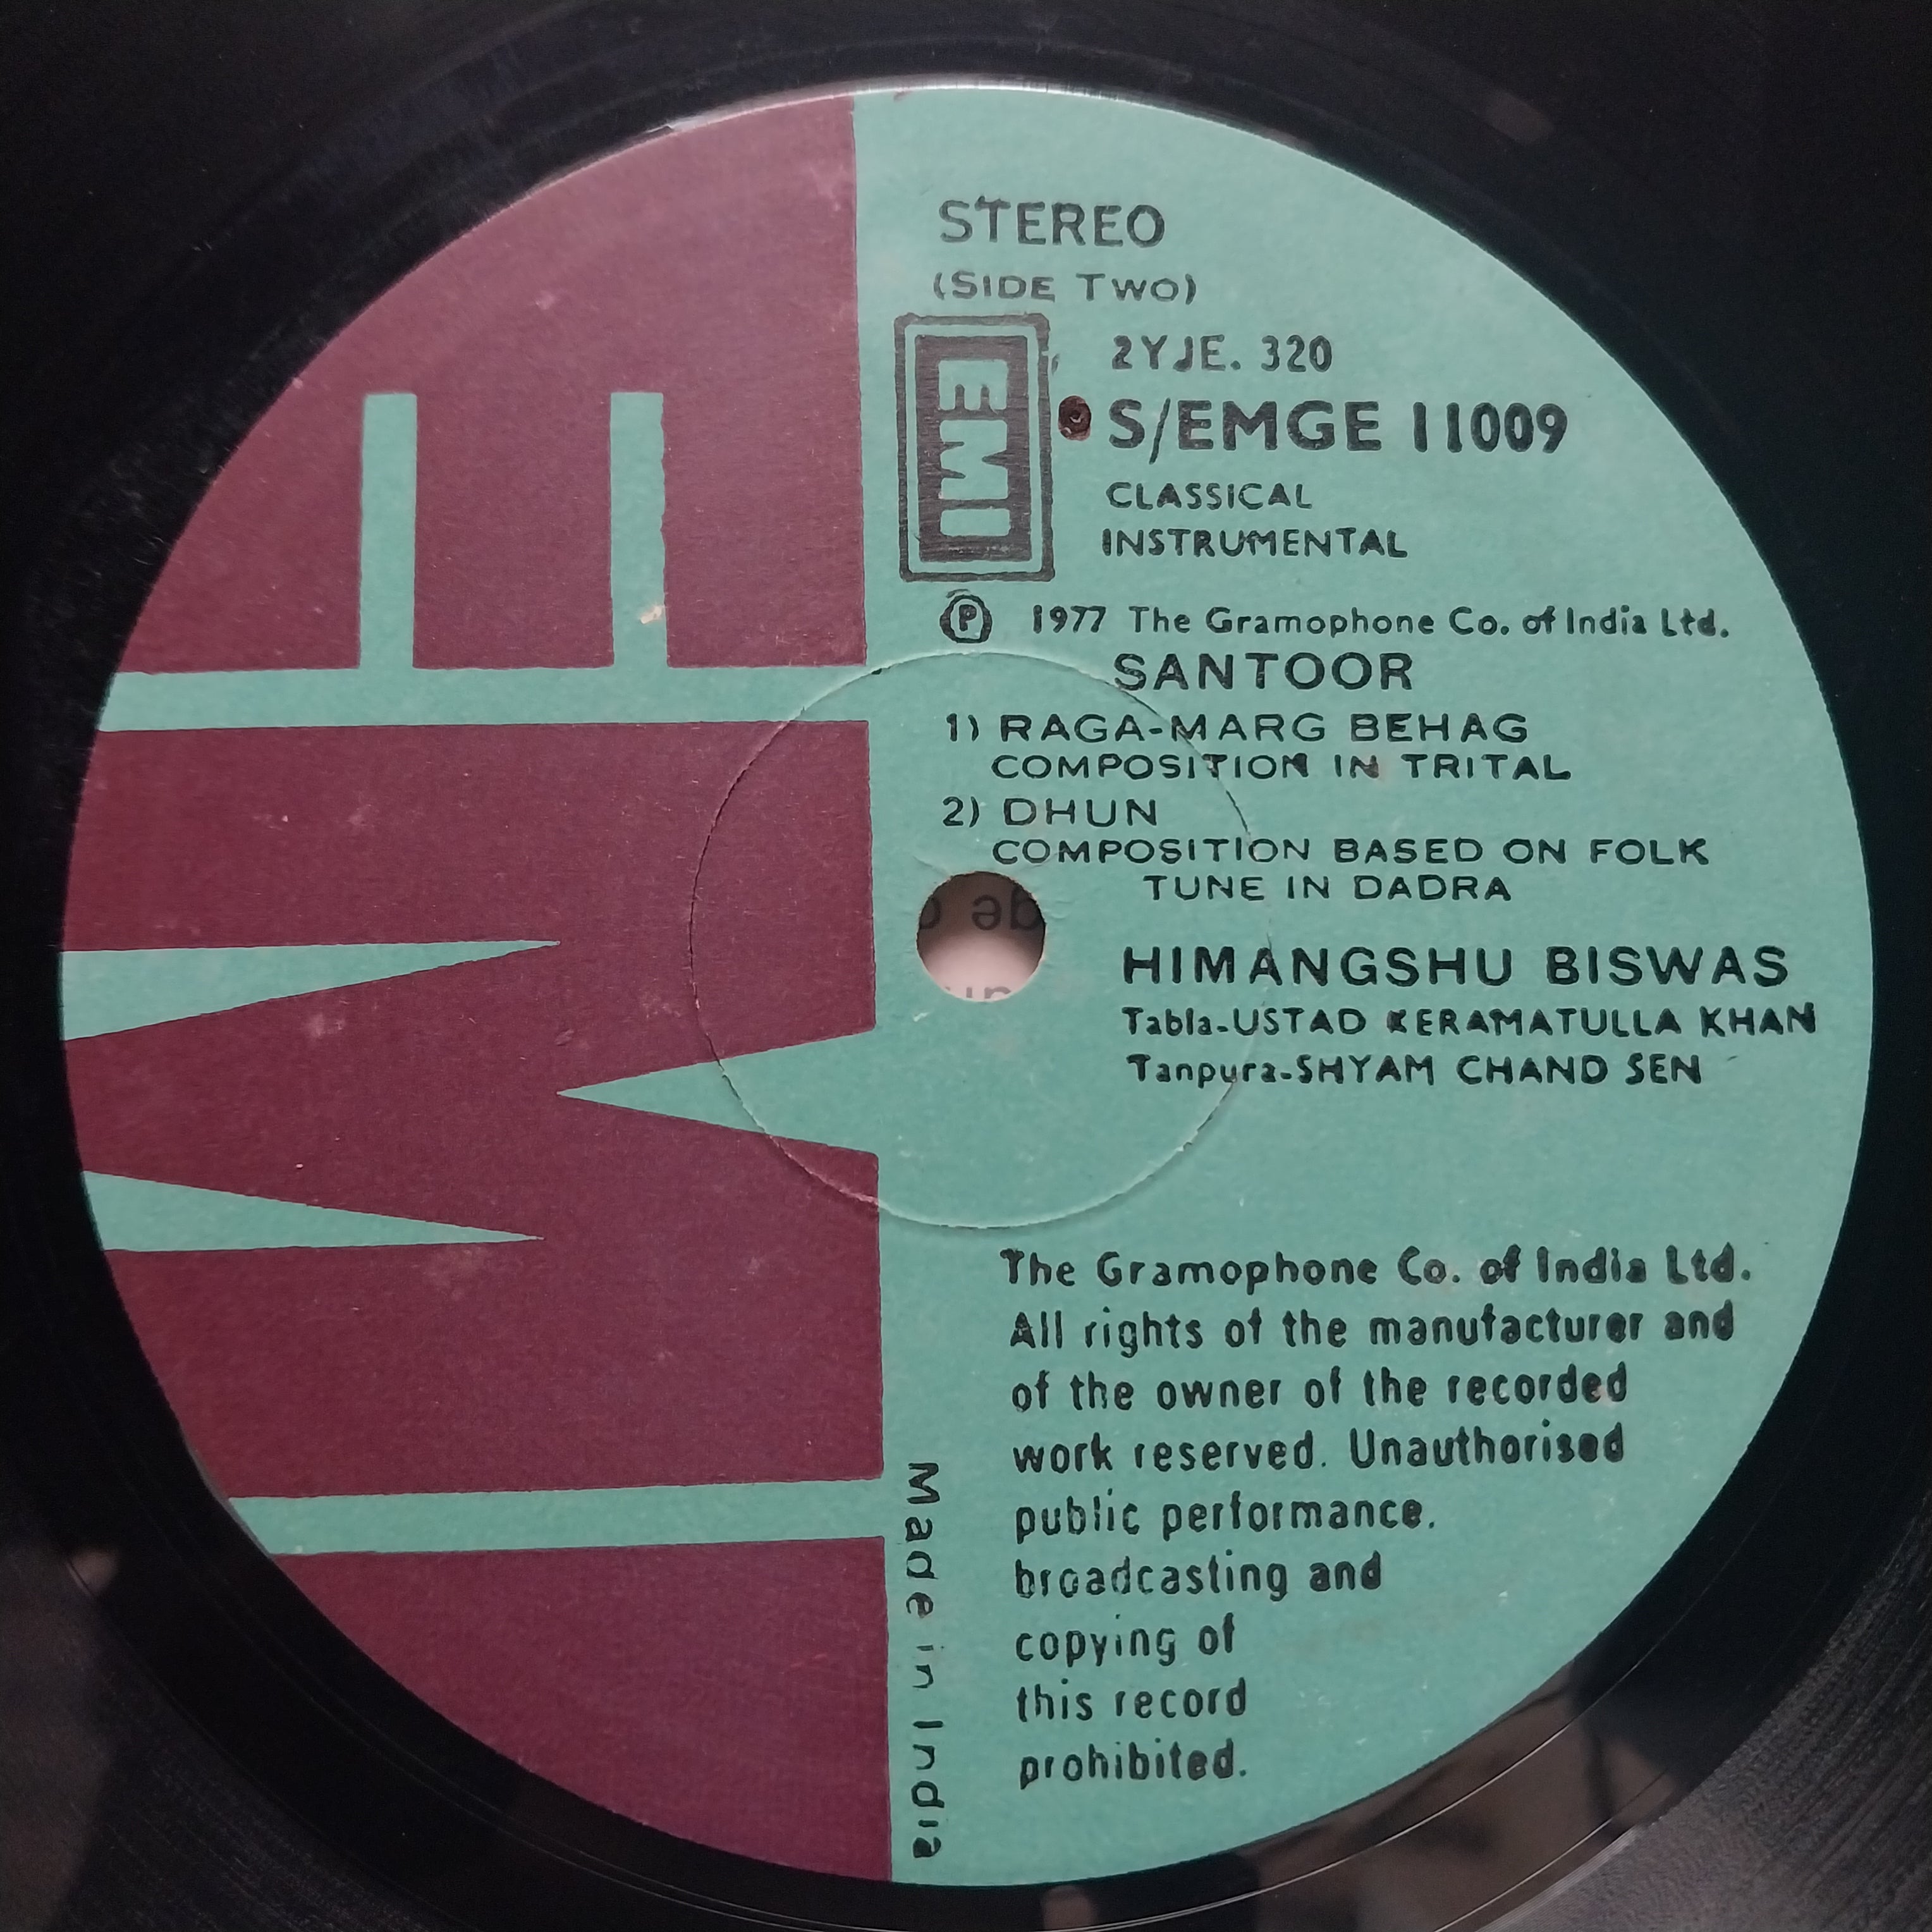 STEREO
(SIDE TWO)
EMI
2YJE. 320
S/EMGE 11009
CLASSICAL
INSTRUMENTAL
Ⓟ 1977 The Gramophone Co. of India Ltd.
SANTOOR
1) RAGA-MARG BEHAG
COMPOSITION IN TRITAL
2) DHUN
COMPOSITION BASED ON FOLK
TUNE IN DADRA
HIMANGSHU BISWAS
Tabla-USTAD KERAMATULLA KHAN
Tanpura-SHYAM CHAND SEN
The Gramophone Co. of India Ltd.
All rights of the manufacturer and
of the owner of the recorded
work reserved. Unauthorised
public performance.
broadcasting and
copying of
this record
prohibited.
Made in India
EMI